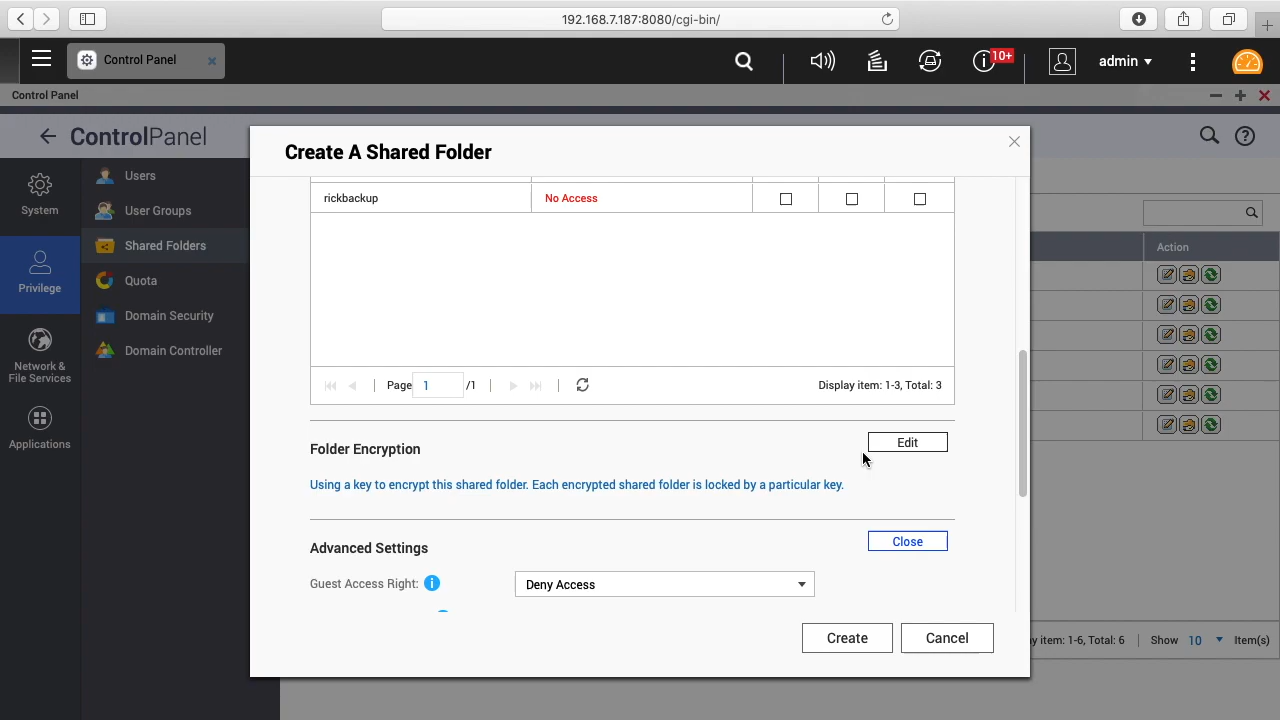 192.168.7.187:8080/cgi-bin/
Control Panel
10+
admin
Control Panel
ControlPanel
System
Privilege
Network &
File Services
Applications
Users
User Groups
Shared Folders
Quota
Domain Security
Domain Controller
Create A Shared Folder
rickbackup No Access
Page 1 /1 Display item: 1-3, Total: 3
Folder Encryption Edit
Using a key to encrypt this shared folder. Each encrypted shared folder is locked by a particular key.
Advanced Settings Close
Guest Access Right: Deny Access
Create Cancel
Action
item: 1-6, Total: 6 Show 10 Item(s)